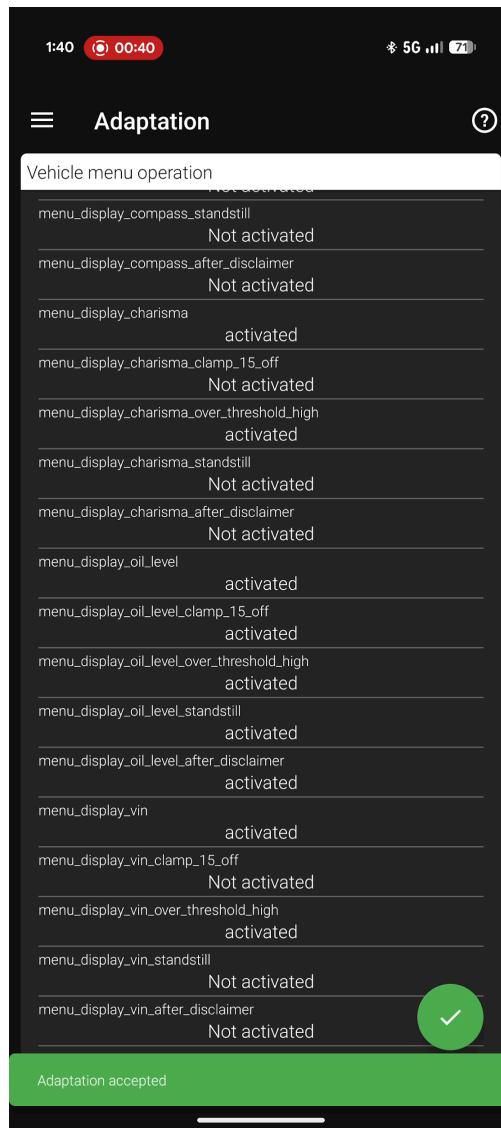 1:40
00:40
5G
71
Adaptation
Vehicle menu operation
Not activated
menu_display_compass_standstill
Not activated
menu_display_compass_after_disclaimer
Not activated
menu_display_charisma
activated
menu_display_charisma_clamp_15_off
Not activated
menu_display_charisma_over_threshold_high
activated
menu_display_charisma_standstill
Not activated
menu_display_charisma_after_disclaimer
Not activated
menu_display_oil_level
activated
menu_display_oil_level_clamp_15_off
activated
menu_display_oil_level_over_threshold_high
activated
menu_display_oil_level_standstill
activated
menu_display_oil_level_after_disclaimer
activated
menu_display_vin
activated
menu_display_vin_clamp_15_off
Not activated
menu_display_vin_over_threshold_high
activated
menu_display_vin_standstill
Not activated
menu_display_vin_after_disclaimer
Not activated
Adaptation accepted